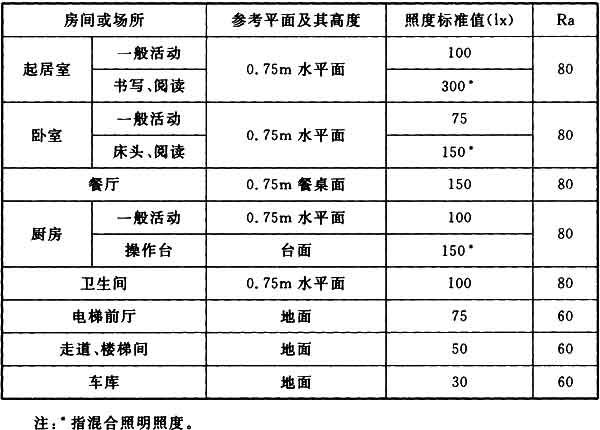 房间或场所 参考平面及其高度 照度标准值(lx) Ra
起居室 一般活动 0.75m 水平面 100 80
书写、阅读 300*
卧室 一般活动 0.75m 水平面 75 80
床头、阅读 150*
餐厅 0.75m 餐桌面 150 80
厨房 一般活动 0.75m 水平面 100 80
操作台 台面 150*
卫生间 0.75m 水平面 100 80
电梯前厅 地面 75 60
走道、楼梯间 地面 50 60
车库 地面 30 60
注:* 指混合照明照度。